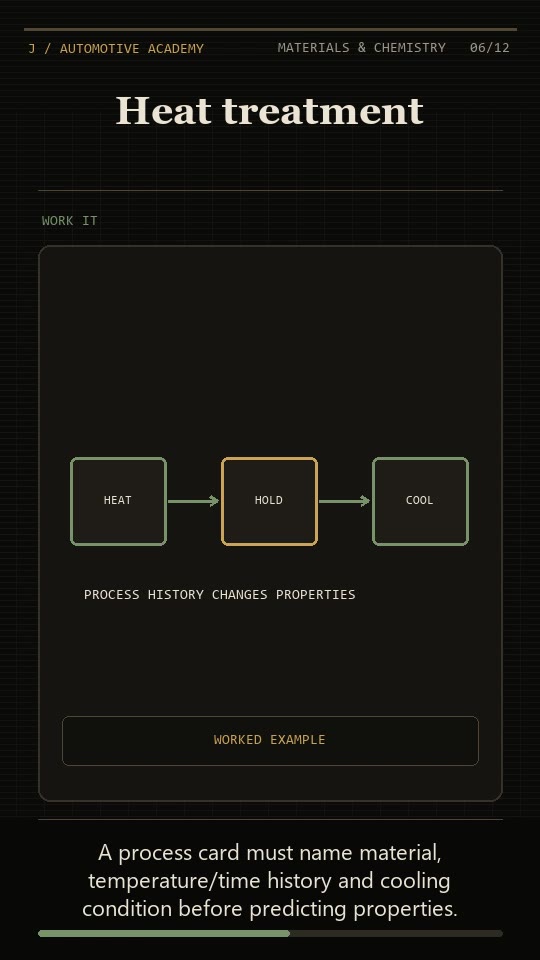 J / AUTOMOTIVE ACADEMY MATERIALS & CHEMISTRY 06/12
Heat treatment
WORK IT
HEAT HOLD COOL
PROCESS HISTORY CHANGES PROPERTIES
WORKED EXAMPLE
A process card must name material,
temperature/time history and cooling
condition before predicting properties.